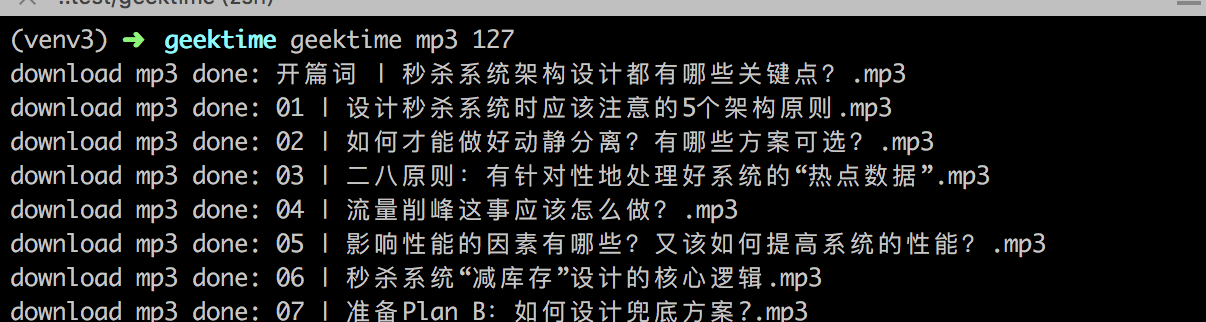 ..test/geektime (zsh)
(venv3) ➜ geektime geektime mp3 127
download mp3 done: 开篇词 | 秒杀系统架构设计都有哪些关键点？.mp3
download mp3 done: 01 | 设计秒杀系统时应该注意的5个架构原则.mp3
download mp3 done: 02 | 如何才能做好动静分离？有哪些方案可选？.mp3
download mp3 done: 03 | 二八原则：有针对性地处理好系统的“热点数据”.mp3
download mp3 done: 04 | 流量削峰这事应该怎么做？.mp3
download mp3 done: 05 | 影响性能的因素有哪些？又该如何提高系统的性能？.mp3
download mp3 done: 06 | 秒杀系统“减库存”设计的核心逻辑.mp3
download mp3 done: 07 | 准备Plan B：如何设计兜底方案?.mp3